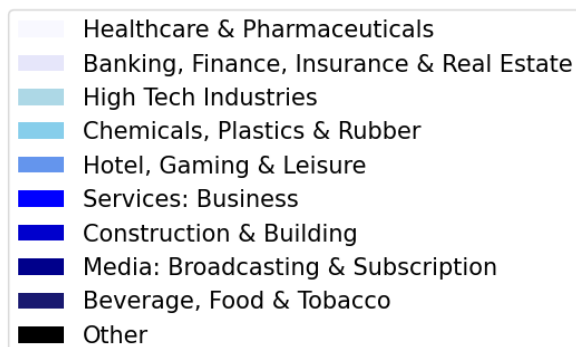 Healthcare & Pharmaceuticals
Banking, Finance, Insurance & Real Estate
High Tech Industries
Chemicals, Plastics & Rubber
Hotel, Gaming & Leisure
Services: Business
Construction & Building
Media: Broadcasting & Subscription
Beverage, Food & Tobacco
Other